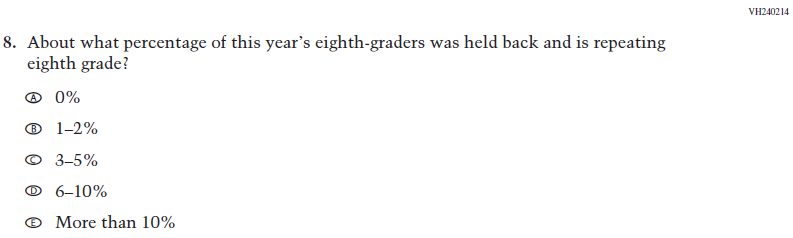 VH240214
8. About what percentage of this year's eighth-graders was held back and is repeating
eighth grade?
A 0%
B 1–2%
C 3–5%
D 6–10%
E More than 10%